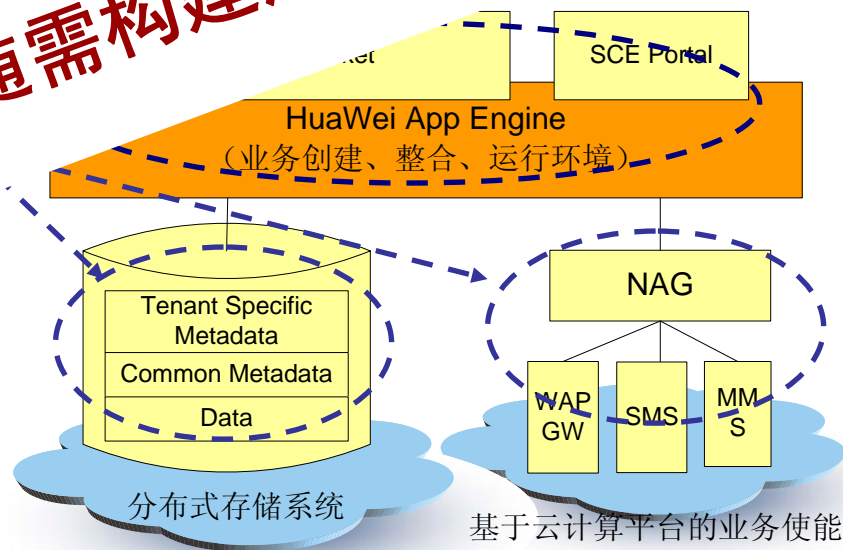 随需构建
SCE Portal
HuaWei App Engine
（业务创建、整合、运行环境）
Tenant Specific
Metadata
Common Metadata
Data
NAG
WAP
GW
SMS
MM
S
分布式存储系统
基于云计算平台的业务使能